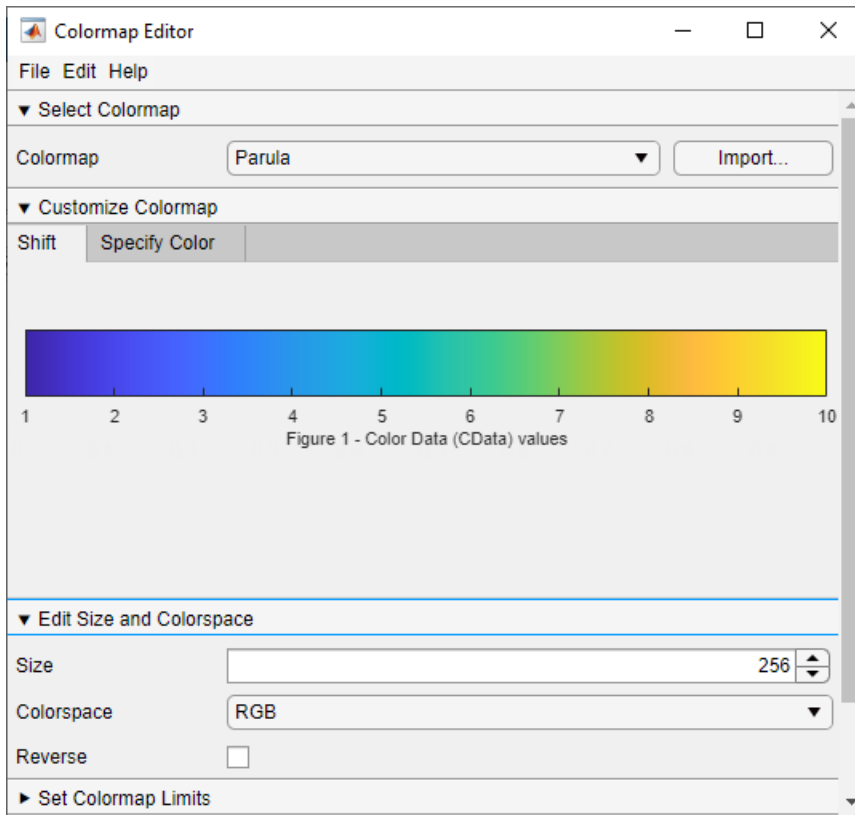 Colormap Editor
File Edit Help
Select Colormap
Colormap Parula Import...
Customize Colormap
Shift Specify Color
1 2 3 4 5 6 7 8 9 10
Figure 1 - Color Data (CData) values
Edit Size and Colorspace
Size 256
Colorspace RGB
Reverse
Set Colormap Limits